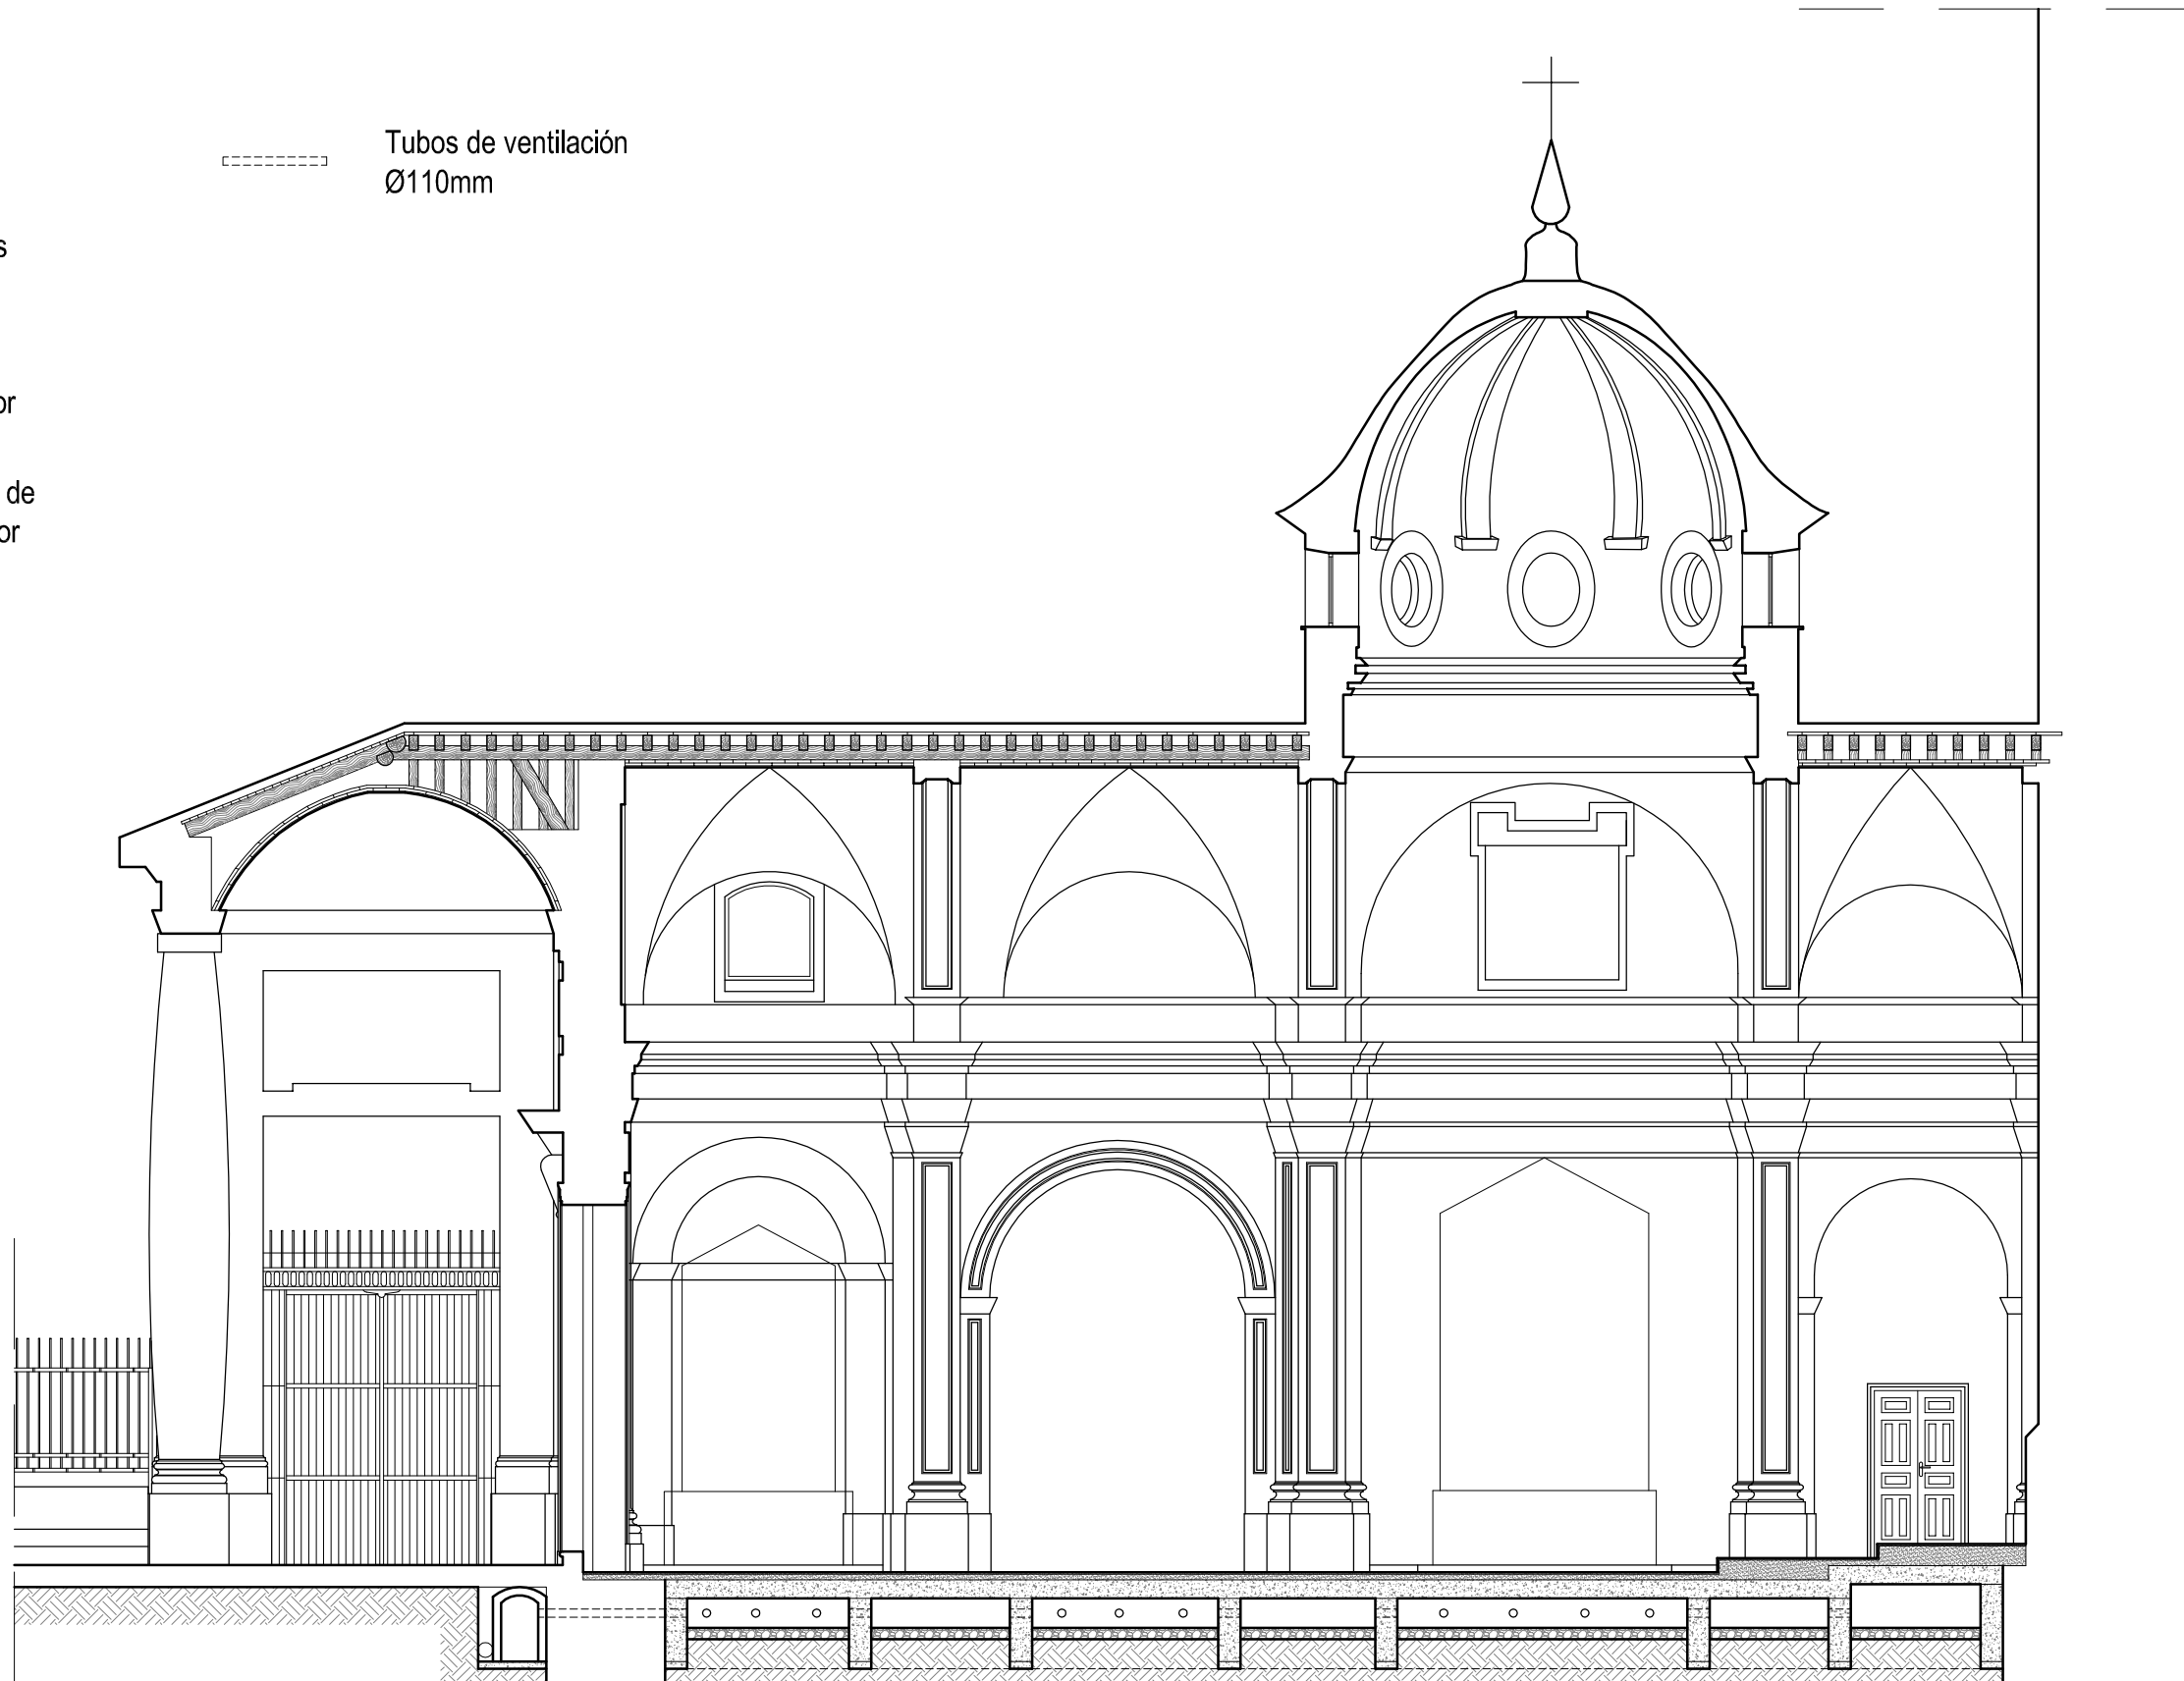 Tubos de ventilación
Ø110mm
s
or
de
or